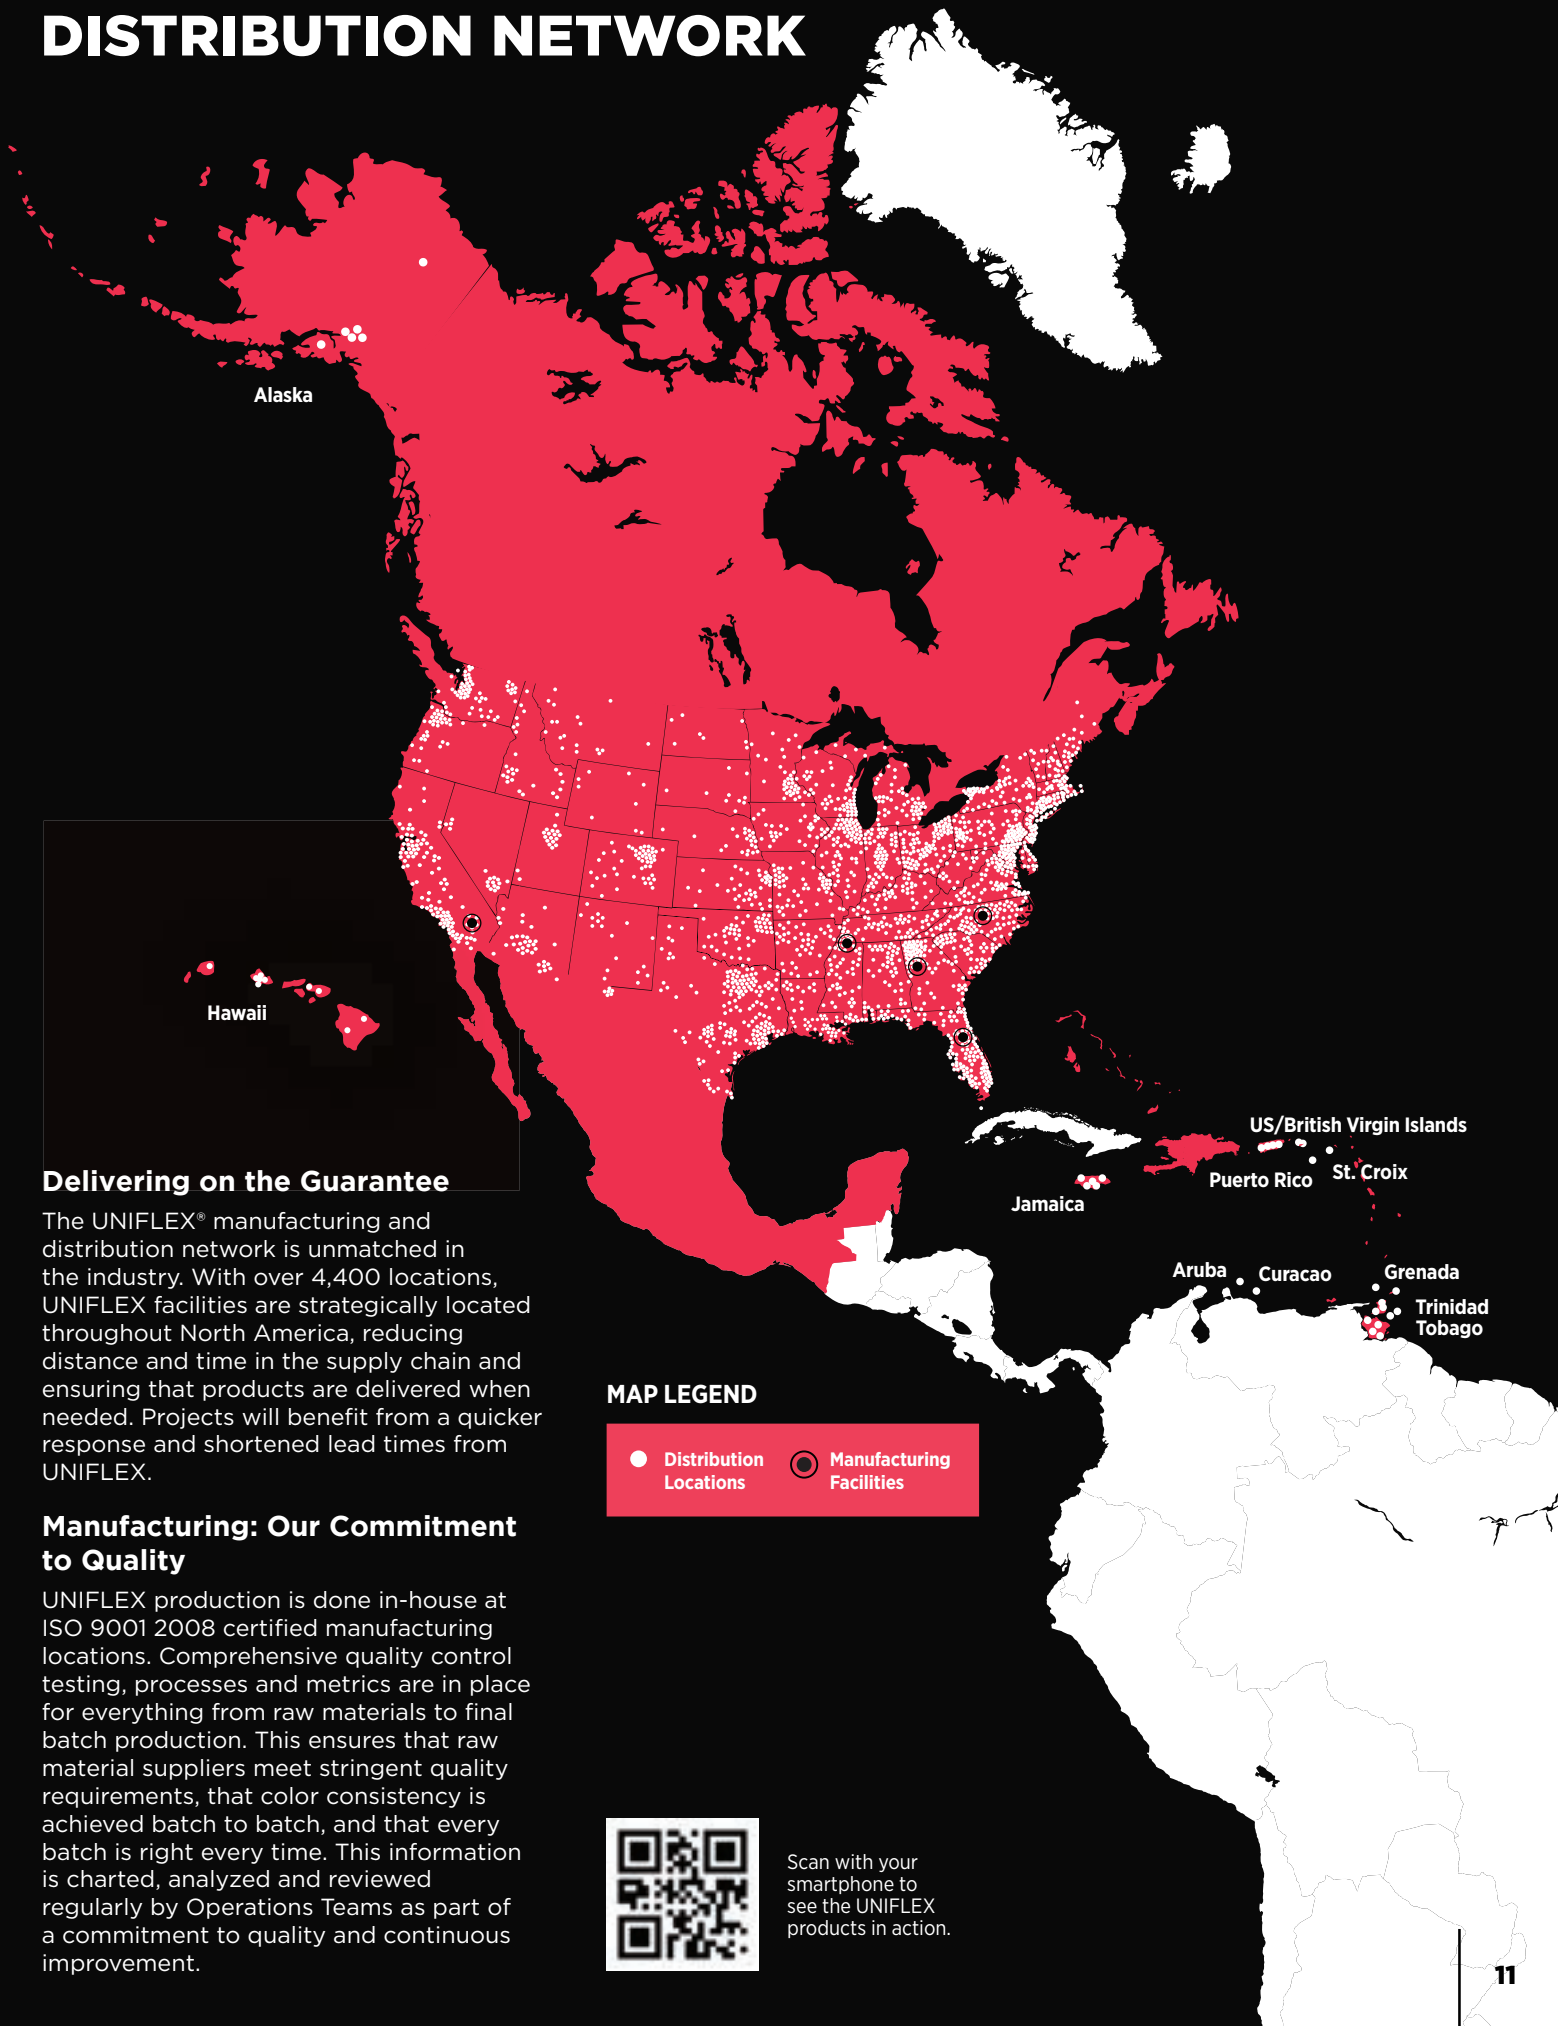 DISTRIBUTION NETWORK
Alaska
Hawaii
US/British Virgin Islands
Puerto Rico
St. Croix
Jamaica
Aruba
Curacao
Grenada
Trinidad
Tobago
Delivering on the Guarantee
The UNIFLEX® manufacturing and
distribution network is unmatched in
the industry. With over 4,400 locations,
UNIFLEX facilities are strategically located
throughout North America, reducing
distance and time in the supply chain and
ensuring that products are delivered when
needed. Projects will benefit from a quicker
response and shortened lead times from
UNIFLEX.
Manufacturing: Our Commitment
to Quality
UNIFLEX production is done in-house at
ISO 9001 2008 certified manufacturing
locations. Comprehensive quality control
testing, processes and metrics are in place
for everything from raw materials to final
batch production. This ensures that raw
material suppliers meet stringent quality
requirements, that color consistency is
achieved batch to batch, and that every
batch is right every time. This information
is charted, analyzed and reviewed
regularly by Operations Teams as part of
a commitment to quality and continuous
improvement.
MAP LEGEND
Distribution
Locations
Manufacturing
Facilities
Scan with your
smartphone to
see the UNIFLEX
products in action.
11